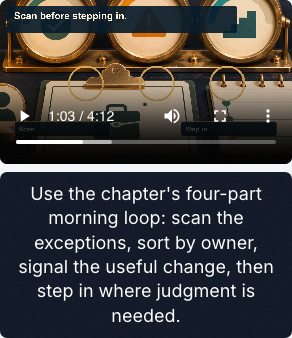 Scan before stepping in.
1:03 / 4:12
Scan
Step in
Use the chapter's four-part
morning loop: scan the
exceptions, sort by owner,
signal the useful change, then
step in where judgment is
needed.